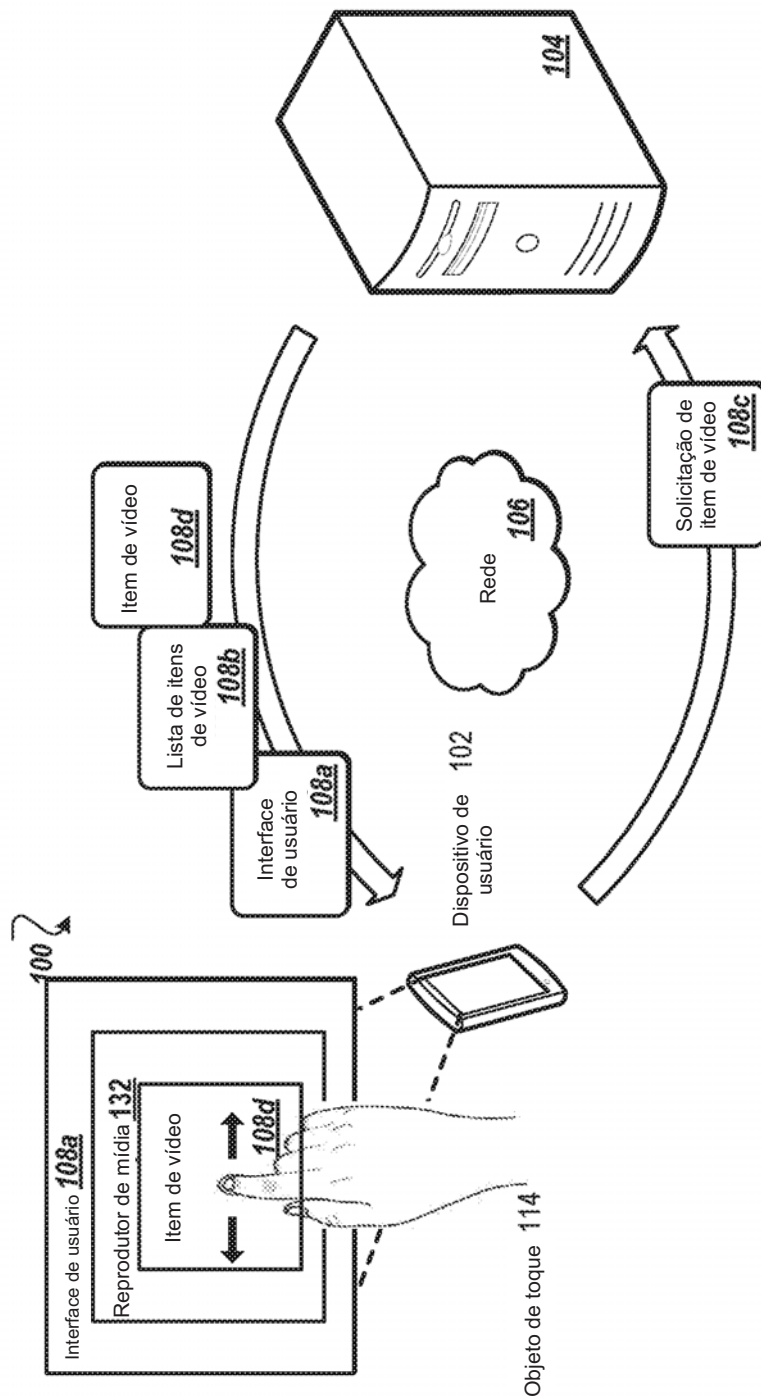 100
Interface de usuário 108a
Reprodutor de mídia 132
Item de vídeo
108d
Objeto de toque 114
Interface
de usuário
108a
Lista de itens
de vídeo
108b
Item de vídeo
108d
Dispositivo de
usuário
102
Rede
106
Solicitação de
item de vídeo
108c
104